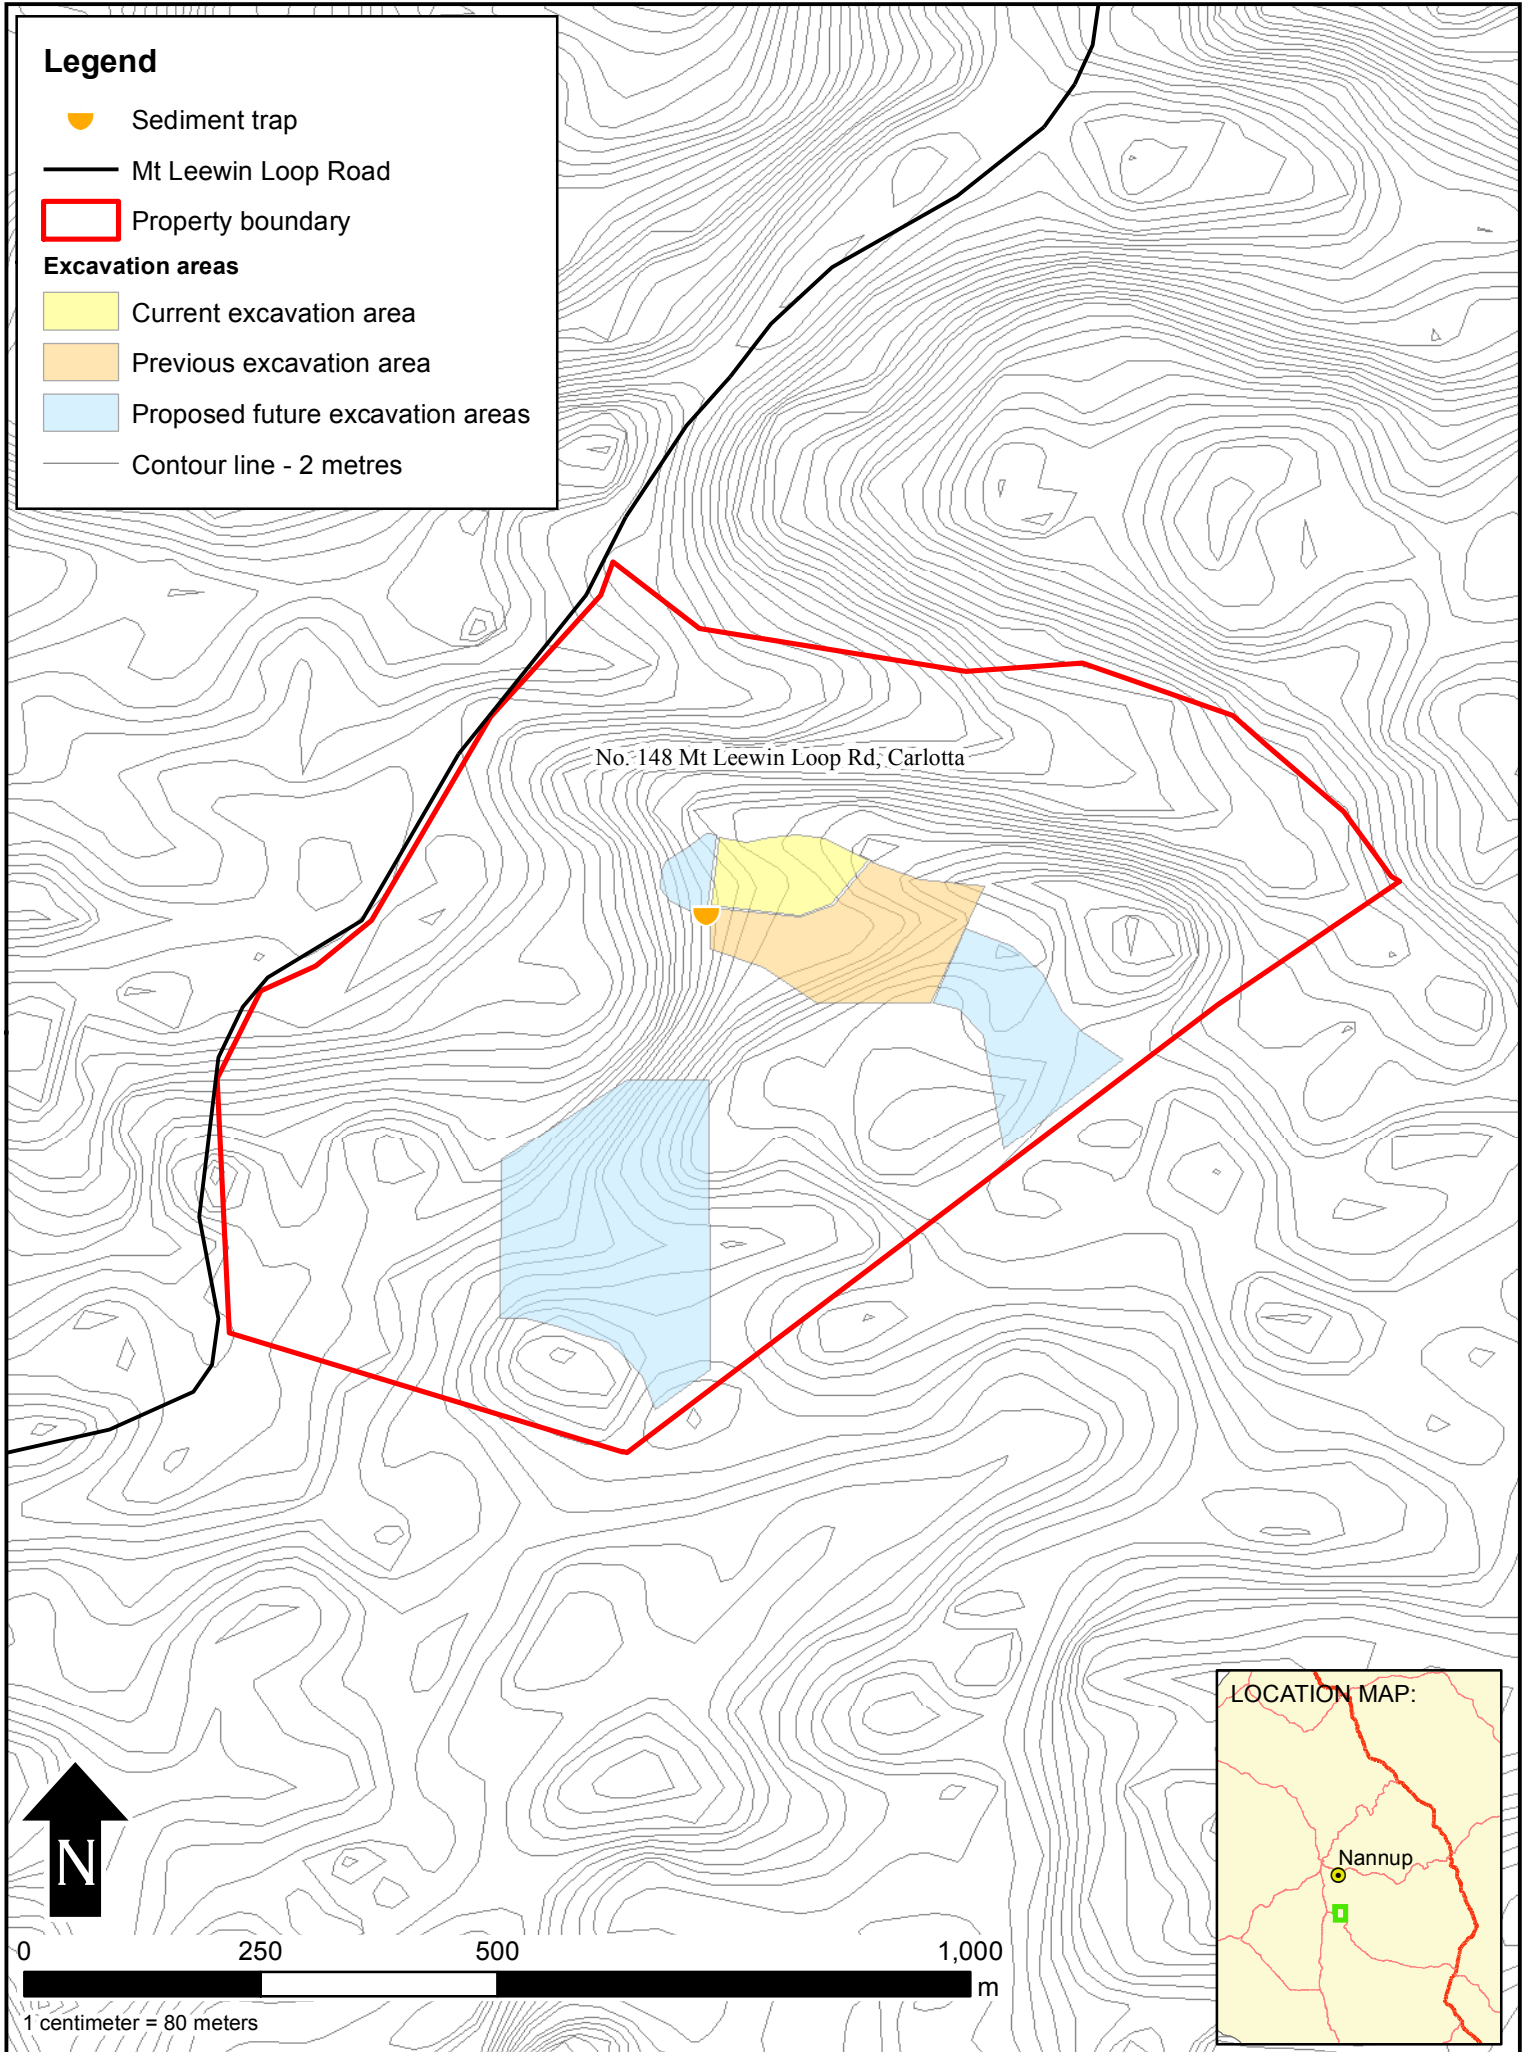 Legend
Sediment trap
Mt Leewin Loop Road
Property boundary
Excavation areas
Current excavation area
Previous excavation area
Proposed future excavation areas
Contour line - 2 metres
No. 148 Mt Leewin Loop Rd, Carlotta
LOCATION MAP:
Nannup
N
0 250 500 1,000
m
1 centimeter = 80 meters